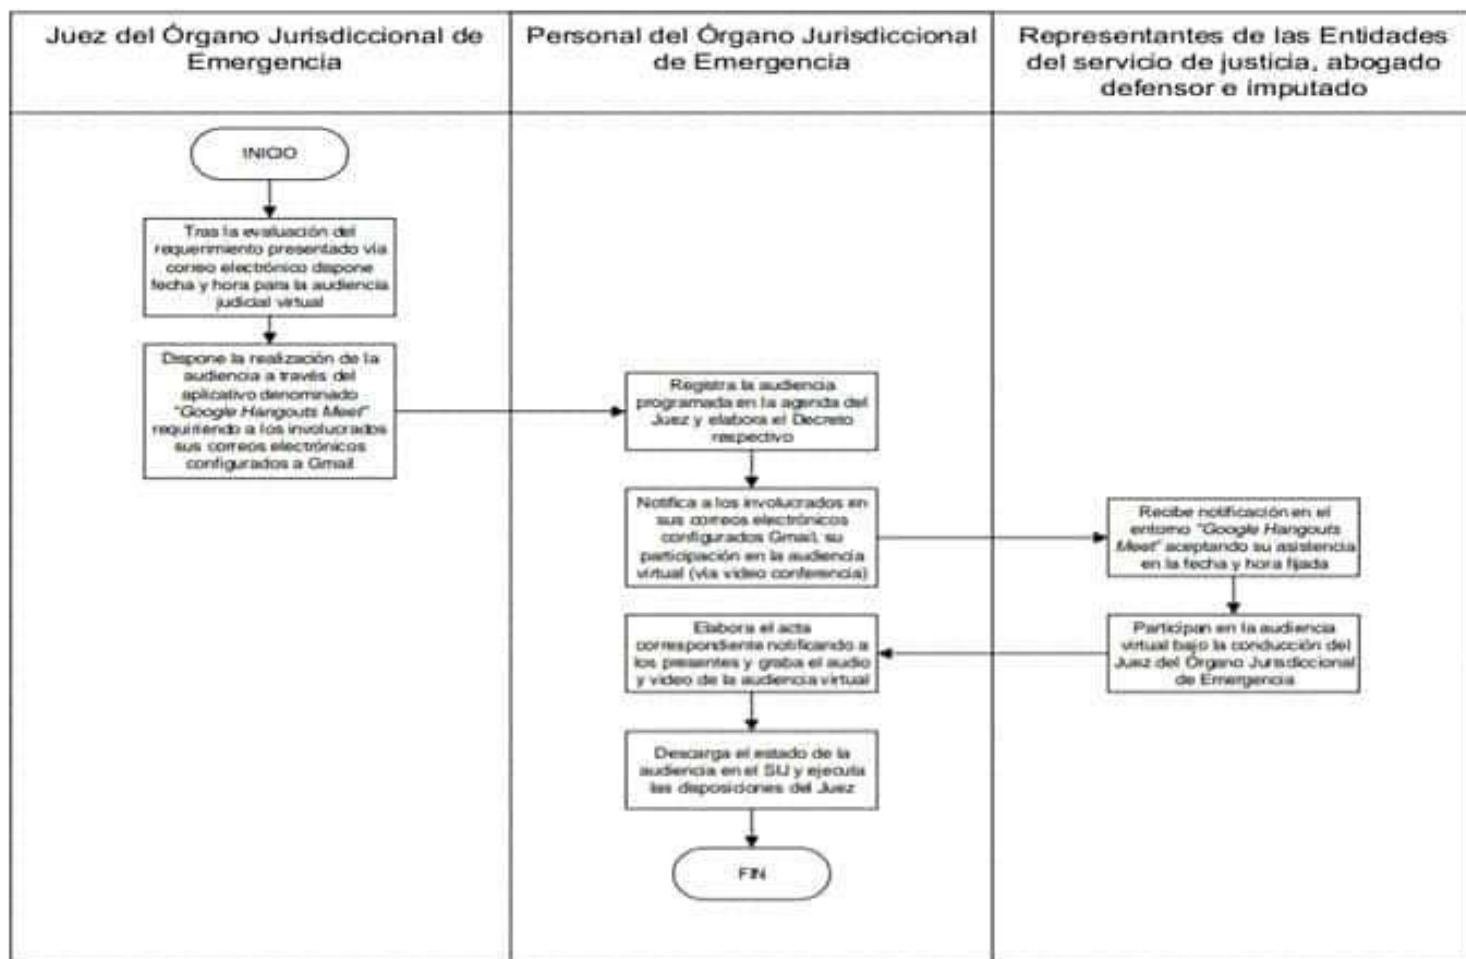 Juez del Órgano Jurisdiccional de
Emergencia
Personal del Órgano Jurisdiccional
de Emergencia
Representantes de las Entidades
del servicio de justicia, abogado
defensor e imputado
INICIO
Tras la evaluación del
requerimiento presentado vía
correo electrónico dispone
fecha y hora para la audiencia
judicial virtual
Dispone la realización de la
audiencia a través del
aplicativo denominado
"Google Hangouts Meet"
requiriendo a los involucrados
sus correos electrónicos
configurados a Gmail
Registra la audiencia
programada en la agenda del
Juez y elabora el Decreto
respectivo
Notifica a los involucrados en
sus correos electrónicos
configurados Gmail, su
participación en la audiencia
virtual (vía video conferencia)
Recibe notificación en el
entorno "Google Hangouts
Meet" aceptando su asistencia
en la fecha y hora fijada
Participan en la audiencia
virtual bajo la conducción del
Juez del Órgano Jurisdiccional
de Emergencia
Elabora el acta
correspondiente notificando a
los presentes y graba el audio
y video de la audiencia virtual
Descarga el estado de la
audiencia en el SIJ y ejecuta
las disposiciones del Juez
FIN